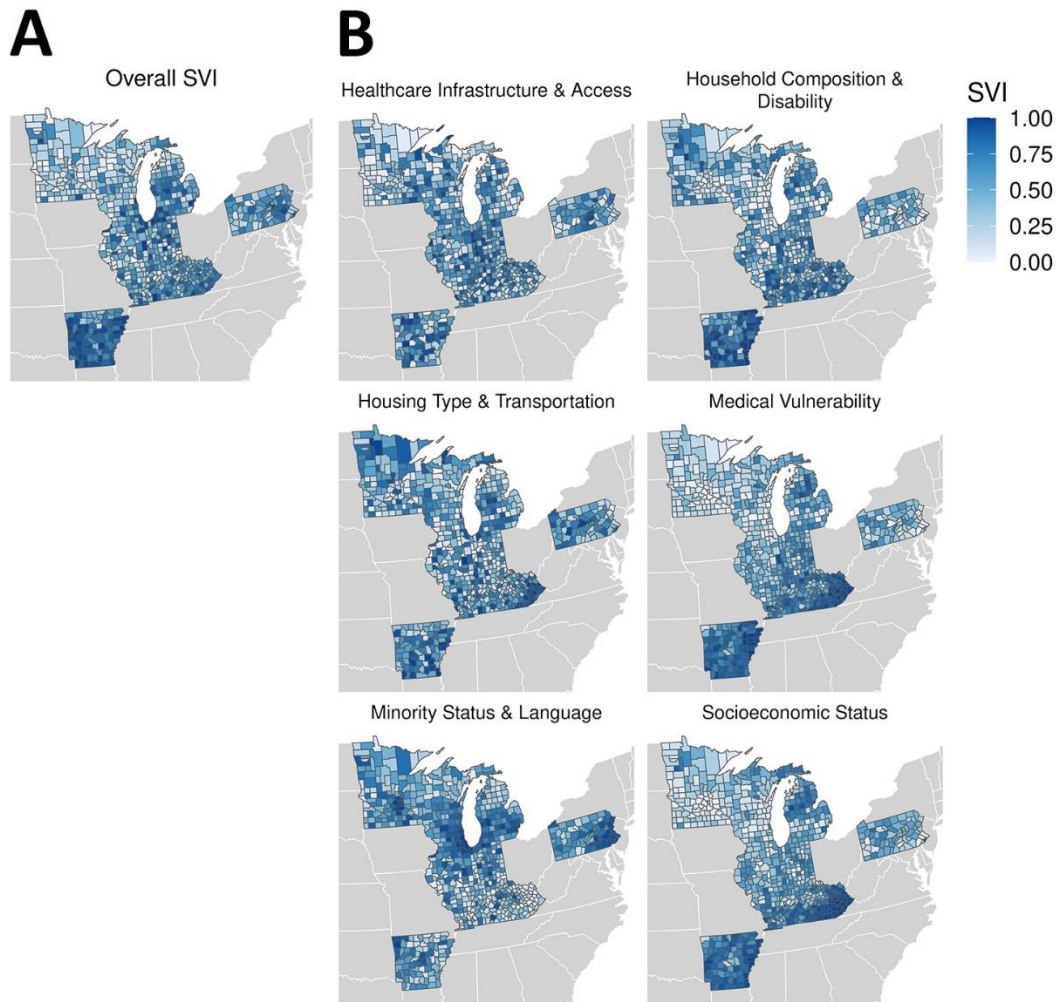 A
B
Overall SVI
Healthcare Infrastructure & Access
Household Composition &
Disability
SVI
1.00
0.75
0.50
0.25
0.00
Housing Type & Transportation
Medical Vulnerability
Minority Status & Language
Socioeconomic Status